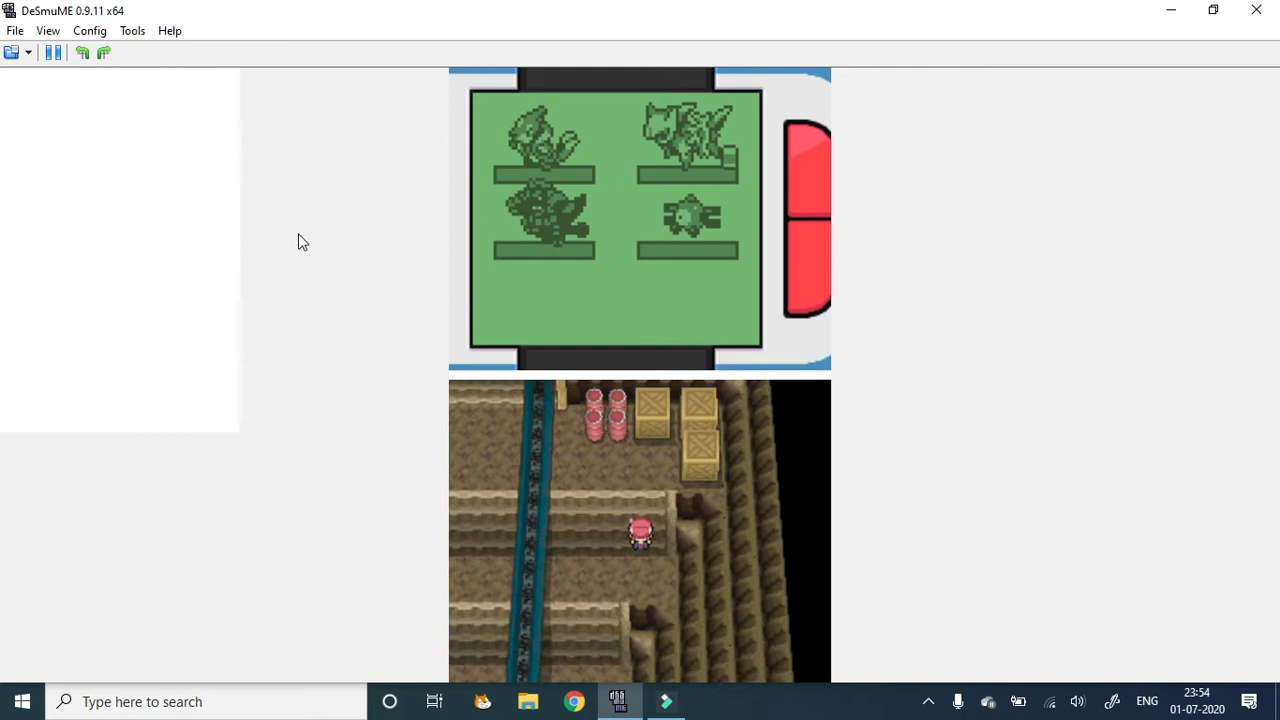 DeSmuME 0.9.11 x64
File View Config Tools Help
Type here to search
ENG
23:54
01-07-2020